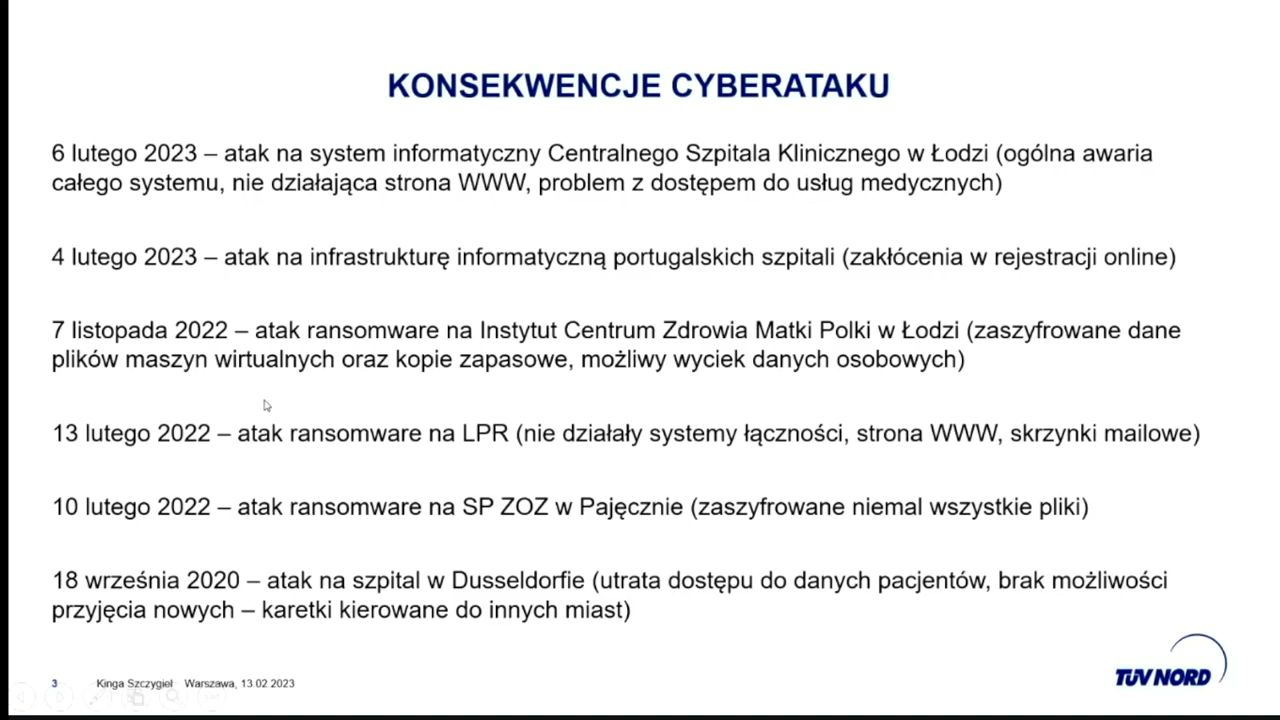 KONSEKWENCJE CYBERATAKU
6 lutego 2023 – atak na system informatyczny Centralnego Szpitala Klinicznego w Łodzi (ogólna awaria
całego systemu, nie działająca strona WWW, problem z dostępem do usług medycznych)
4 lutego 2023 – atak na infrastrukturę informatyczną portugalskich szpitali (zakłócenia w rejestracji online)
7 listopada 2022 – atak ransomware na Instytut Centrum Zdrowia Matki Polki w Łodzi (zaszyfrowane dane
plików maszyn wirtualnych oraz kopie zapasowe, możliwy wyciek danych osobowych)
13 lutego 2022 – atak ransomware na LPR (nie działały systemy łączności, strona WWW, skrzynki mailowe)
10 lutego 2022 – atak ransomware na SP ZOZ w Pajęcznie (zaszyfrowane niemal wszystkie pliki)
18 września 2020 – atak na szpital w Dusseldorfie (utrata dostępu do danych pacjentów, brak możliwości
przyjęcia nowych – karetki kierowane do innych miast)
3 Kinga Szczygieł Warszawa, 13.02.2023
TÜV NORD